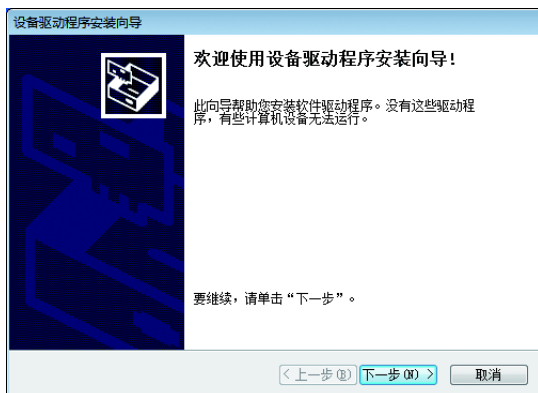 设备驱动程序安装向导
欢迎使用设备驱动程序安装向导!
此向导帮助您安装软件驱动程序。没有这些驱动程
序，有些计算机设备无法运行。
要继续，请单击“下一步”。
< 上一步(B) 下一步(N) > 取消